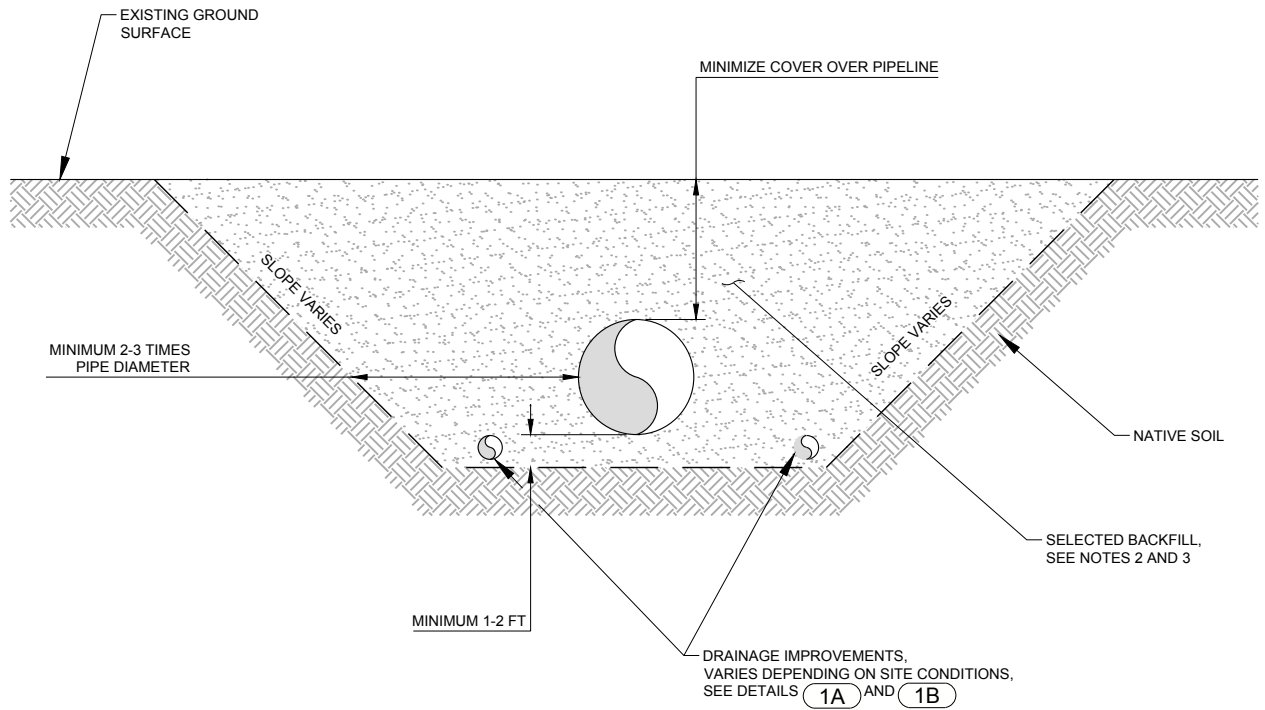 EXISTING GROUND
SURFACE
MINIMIZE COVER OVER PIPELINE
SLOPE VARIES
SLOPE VARIES
MINIMUM 2-3 TIMES
PIPE DIAMETER
NATIVE SOIL
SELECTED BACKFILL,
SEE NOTES 2 AND 3
MINIMUM 1-2 FT
DRAINAGE IMPROVEMENTS,
VARIES DEPENDING ON SITE CONDITIONS,
SEE DETAILS 1A AND 1B